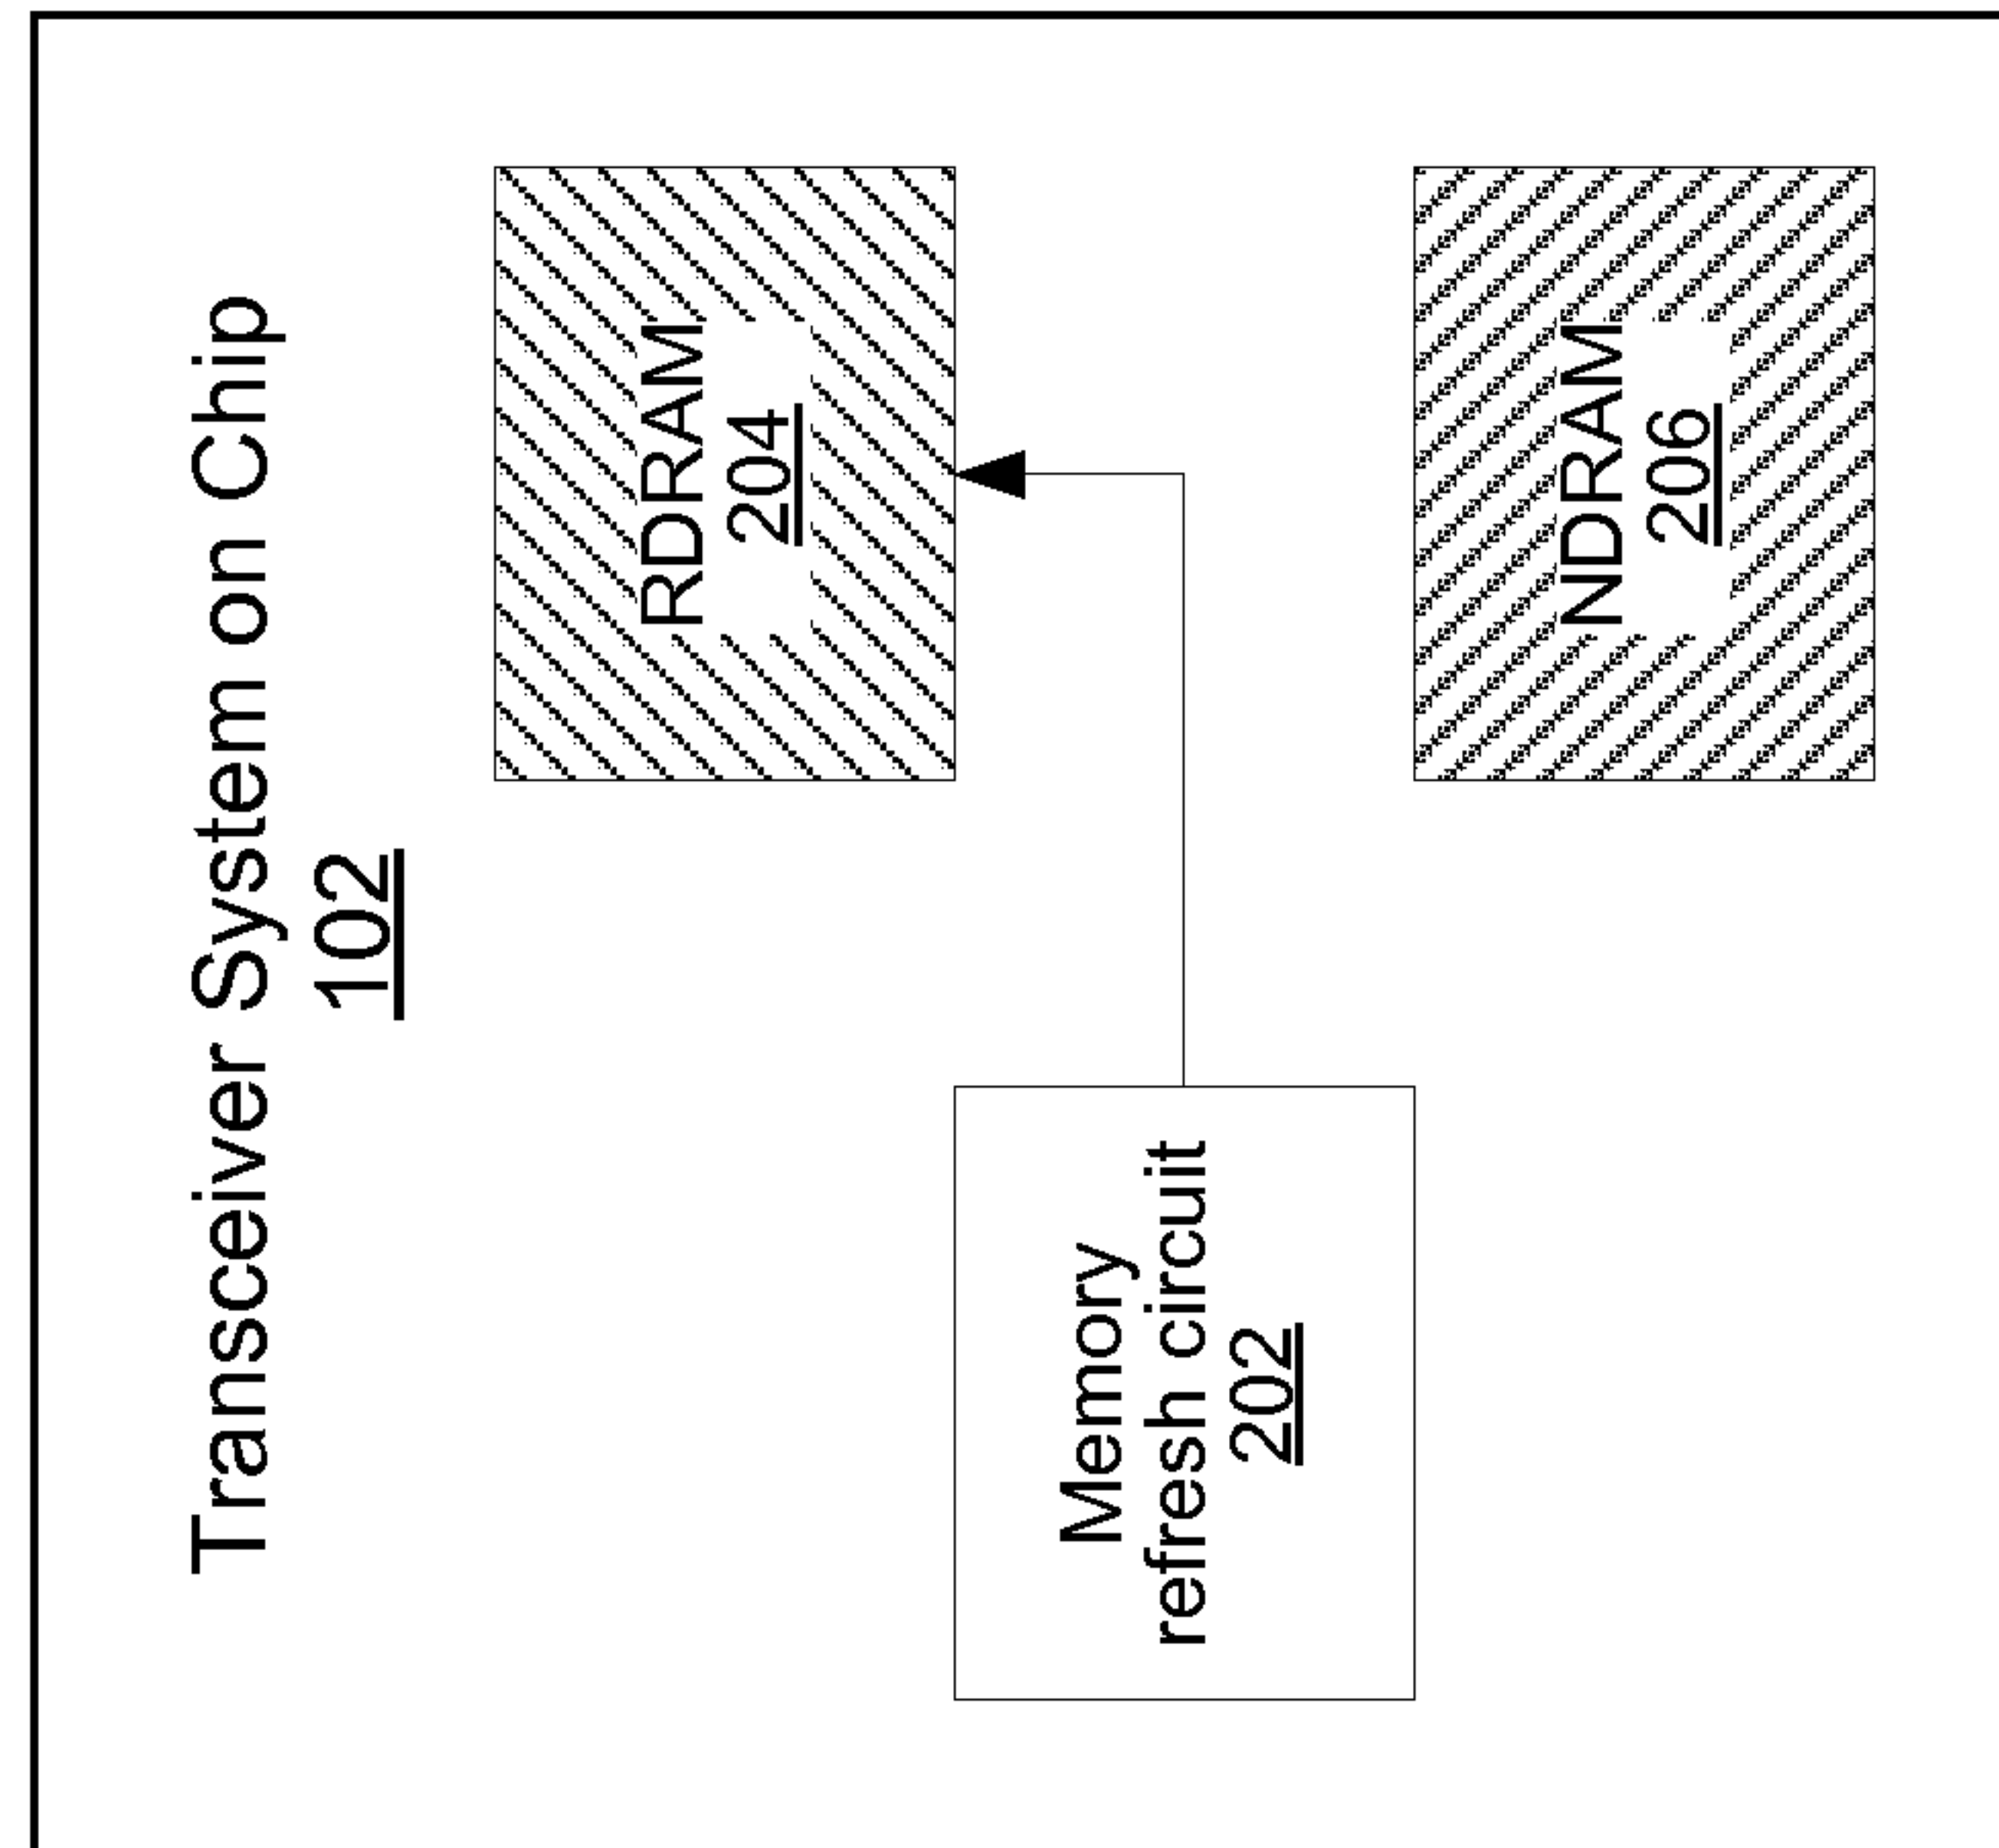 Transceiver System on Chip
102
RDRAM
204
Memory
refresh circuit
202
NDRAM
206